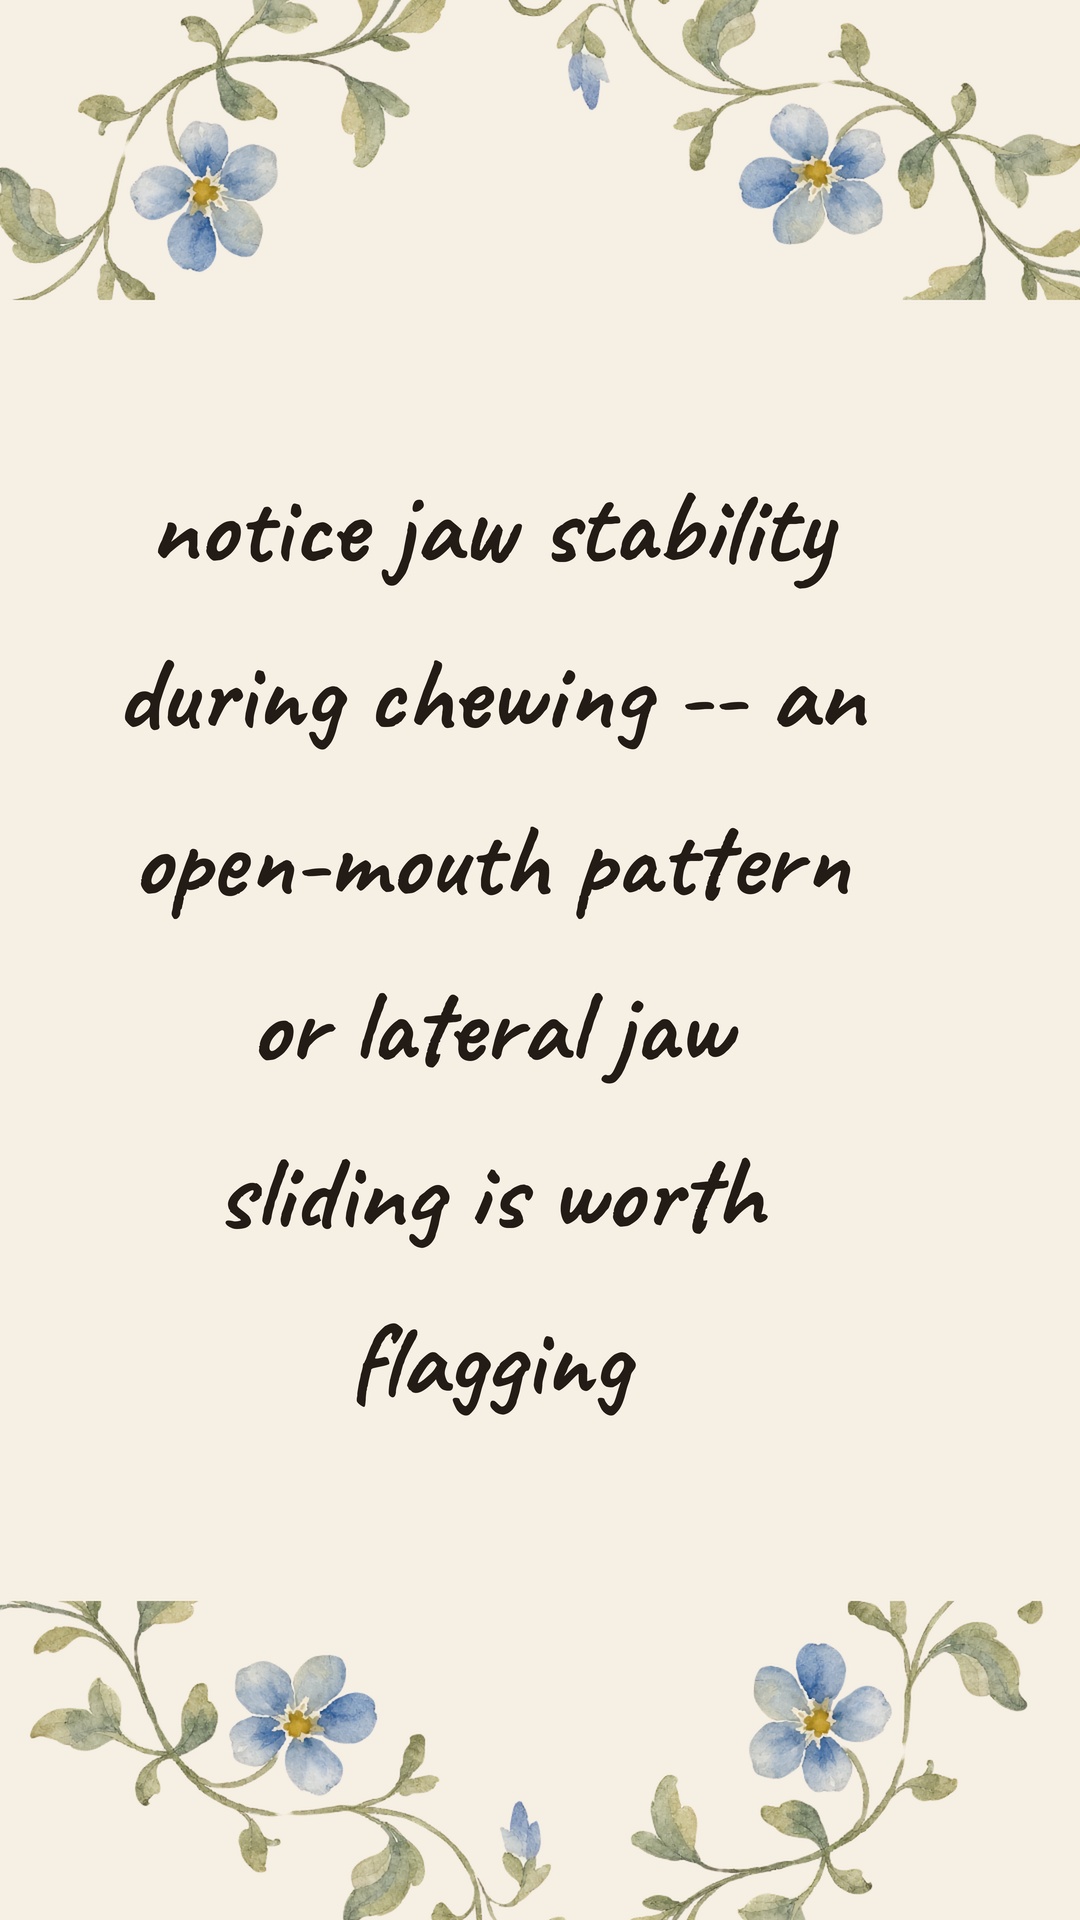 notice jaw stability
during chewing -- an
open-mouth pattern
or lateral jaw
sliding is worth
flagging